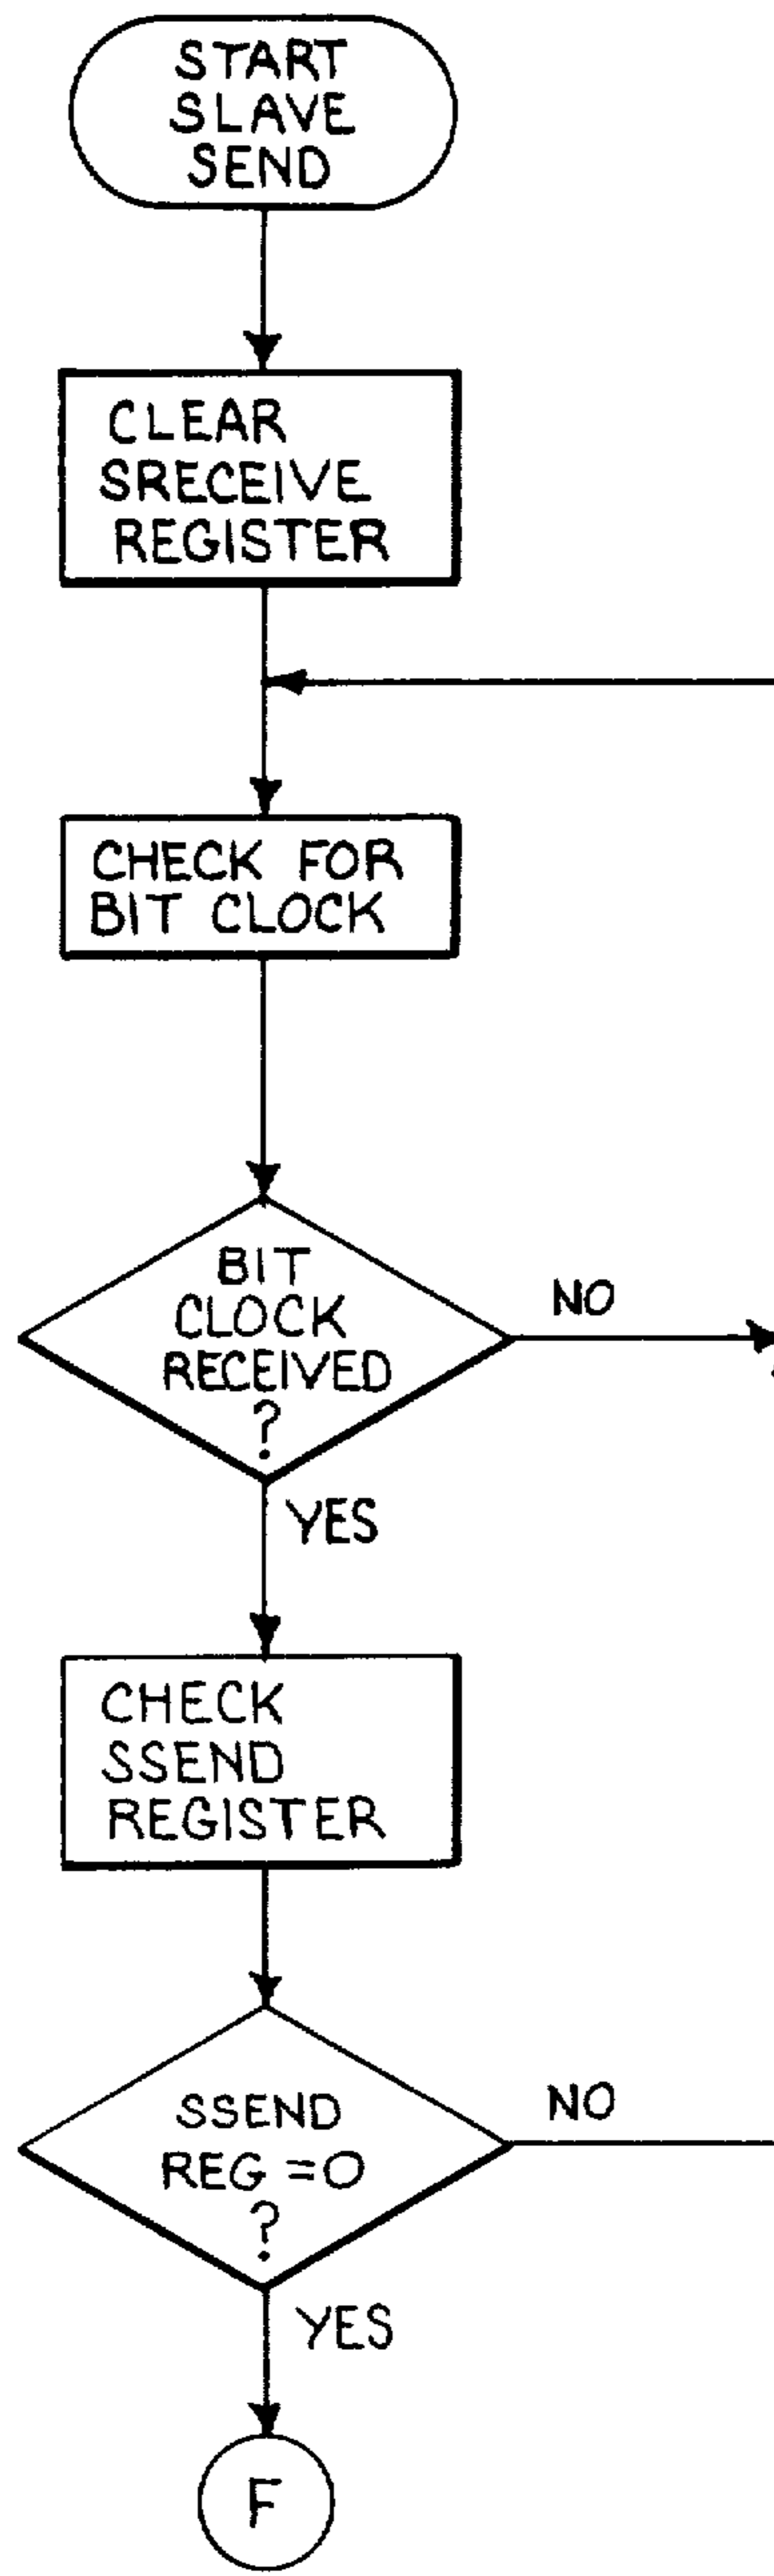 START
SLAVE
SEND
CLEAR
SRECEIVE
REGISTER
CHECK FOR
BIT CLOCK
BIT
CLOCK
RECEIVED
?
NO
YES
CHECK
SSEND
REGISTER
SSEND
REG =0
?
NO
YES
F